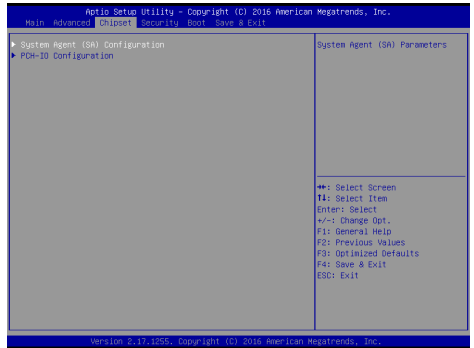 Aptio Setup Utility - Copyright (C) 2016 American Megatrends, Inc.
Main Advanced Chipset Security Boot Save & Exit
System Agent (SA) Configuration
PCH-IO Configuration
System Agent (SA) Parameters
→←: Select Screen
↑↓: Select Item
Enter: Select
+/-: Change Opt.
F1: General Help
F2: Previous Values
F3: Optimized Defaults
F4: Save & Exit
ESC: Exit
Version 2.17.1255. Copyright (C) 2016 American Megatrends, Inc.